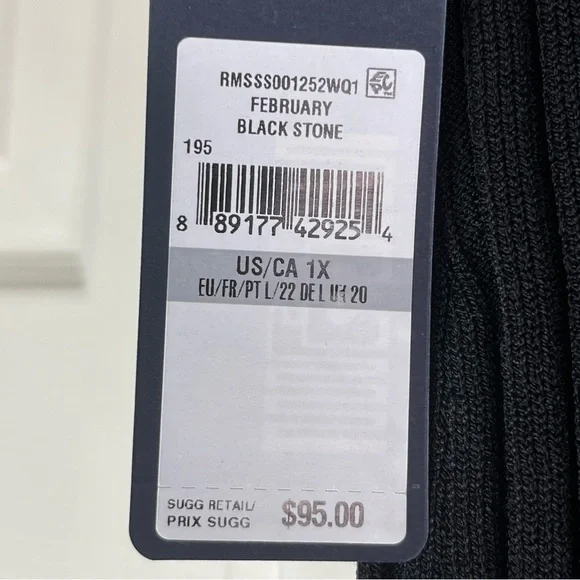 RMSSS001252WQ1
FEBRUARY
BLACK STONE
195
8 89177 42925 4
US/CA 1X
EU/FR/PT L/22 DE L UK 20
SUGG RETAIL/ $95.00
PRIX SUGG